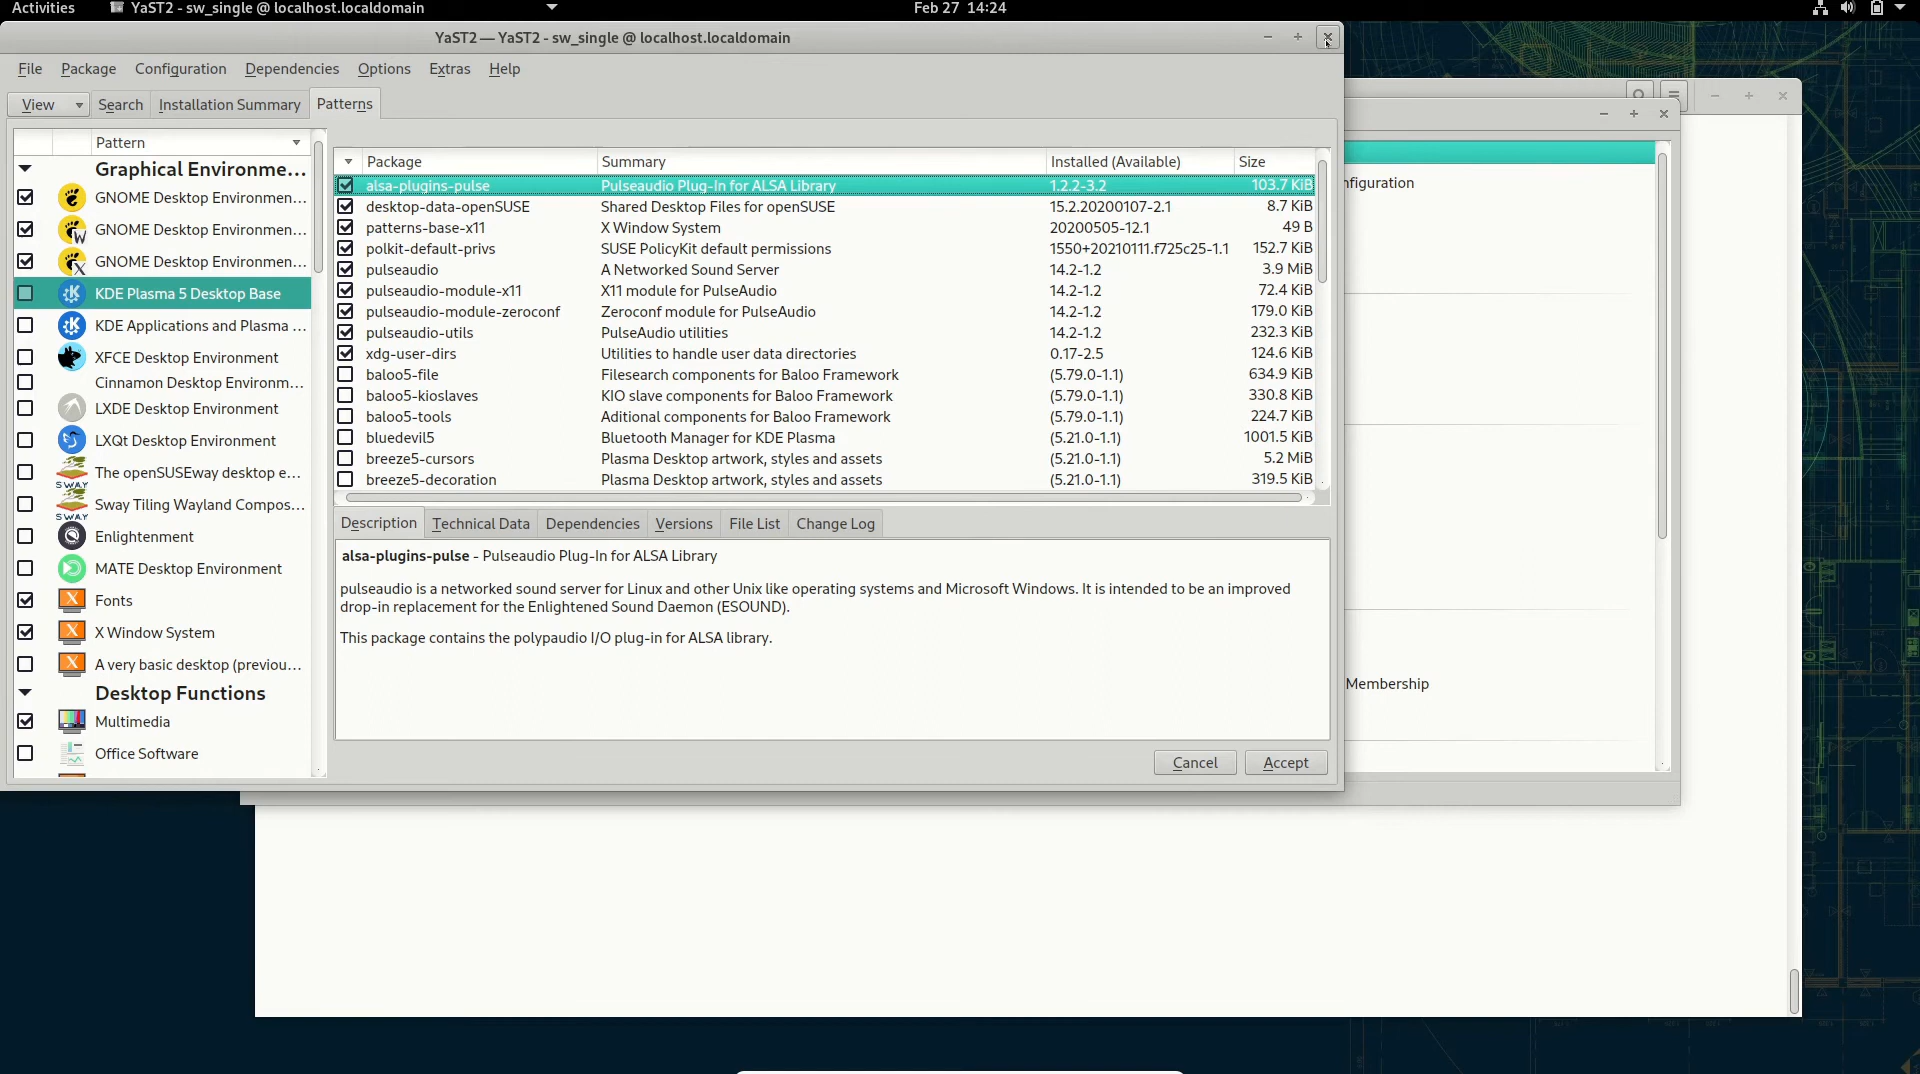 Activities YaST2 - sw_single @ localhost.localdomain Feb 27 14:24
YaST2 — YaST2 - sw_single @ localhost.localdomain
File Package Configuration Dependencies Options Extras Help
View Search Installation Summary Patterns
Pattern
Graphical Environme...
GNOME Desktop Environmen...
GNOME Desktop Environmen...
GNOME Desktop Environmen...
KDE Plasma 5 Desktop Base
KDE Applications and Plasma ...
XFCE Desktop Environment
Cinnamon Desktop Environm...
LXDE Desktop Environment
LXQt Desktop Environment
The openSUSEway desktop e...
Sway Tiling Wayland Compos...
Enlightenment
MATE Desktop Environment
Fonts
X Window System
A very basic desktop (previou...
Desktop Functions
Multimedia
Office Software
Package Summary Installed (Available) Size
alsa-plugins-pulse Pulseaudio Plug-In for ALSA Library 1.2.2-3.2 103.7 KiB
desktop-data-openSUSE Shared Desktop Files for openSUSE 15.2.20200107-2.1 8.7 KiB
patterns-base-x11 X Window System 20200505-12.1 49 B
polkit-default-privs SUSE PolicyKit default permissions 1550+20210111.f725c25-1.1 152.7 KiB
pulseaudio A Networked Sound Server 14.2-1.2 3.9 MiB
pulseaudio-module-x11 X11 module for PulseAudio 14.2-1.2 72.4 KiB
pulseaudio-module-zeroconf Zeroconf module for PulseAudio 14.2-1.2 179.0 KiB
pulseaudio-utils PulseAudio utilities 14.2-1.2 232.3 KiB
xdg-user-dirs Utilities to handle user data directories 0.17-2.5 124.6 KiB
baloo5-file Filesearch components for Baloo Framework (5.79.0-1.1) 634.9 KiB
baloo5-kioslaves KIO slave components for Baloo Framework (5.79.0-1.1) 330.8 KiB
baloo5-tools Aditional components for Baloo Framework (5.79.0-1.1) 224.7 KiB
bluedevil5 Bluetooth Manager for KDE Plasma (5.21.0-1.1) 1001.5 KiB
breeze5-cursors Plasma Desktop artwork, styles and assets (5.21.0-1.1) 5.2 MiB
breeze5-decoration Plasma Desktop artwork, styles and assets (5.21.0-1.1) 319.5 KiB
Description Technical Data Dependencies Versions File List Change Log
alsa-plugins-pulse - Pulseaudio Plug-In for ALSA Library
pulseaudio is a networked sound server for Linux and other Unix like operating systems and Microsoft Windows. It is intended to be an improved
drop-in replacement for the Enlightened Sound Daemon (ESOUND).
This package contains the polypaudio I/O plug-in for ALSA library.
Cancel Accept
nfiguration
Membership